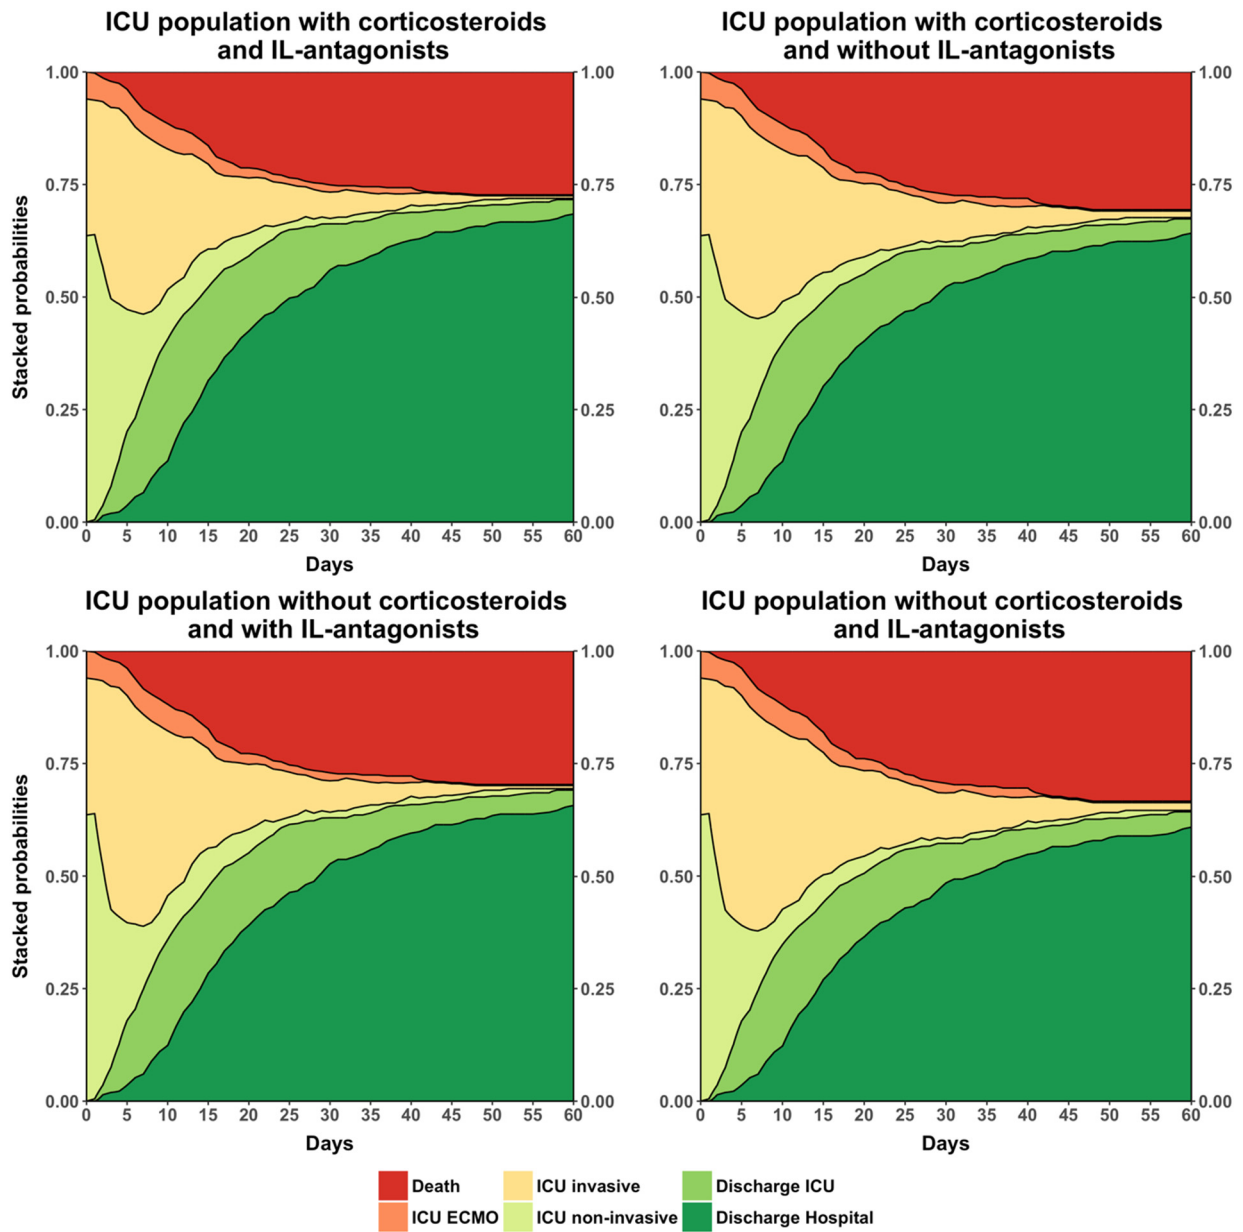 ICU population with corticosteroids
and IL-antagonists
ICU population with corticosteroids
and without IL-antagonists
1.00
0.75
0.50
0.25
0.00
Stacked probabilities
1.00
0.75
0.50
0.25
0.00
0 5 10 15 20 25 30 35 40 45 50 55 60
Days
1.00
0.75
0.50
0.25
0.00
1.00
0.75
0.50
0.25
0.00
0 5 10 15 20 25 30 35 40 45 50 55 60
Days
ICU population without corticosteroids
and with IL-antagonists
ICU population without corticosteroids
and IL-antagonists
1.00
0.75
0.50
0.25
0.00
Stacked probabilities
1.00
0.75
0.50
0.25
0.00
0 5 10 15 20 25 30 35 40 45 50 55 60
Days
1.00
0.75
0.50
0.25
0.00
1.00
0.75
0.50
0.25
0.00
0 5 10 15 20 25 30 35 40 45 50 55 60
Days
Death ICU invasive Discharge ICU
ICU ECMO ICU non-invasive Discharge Hospital